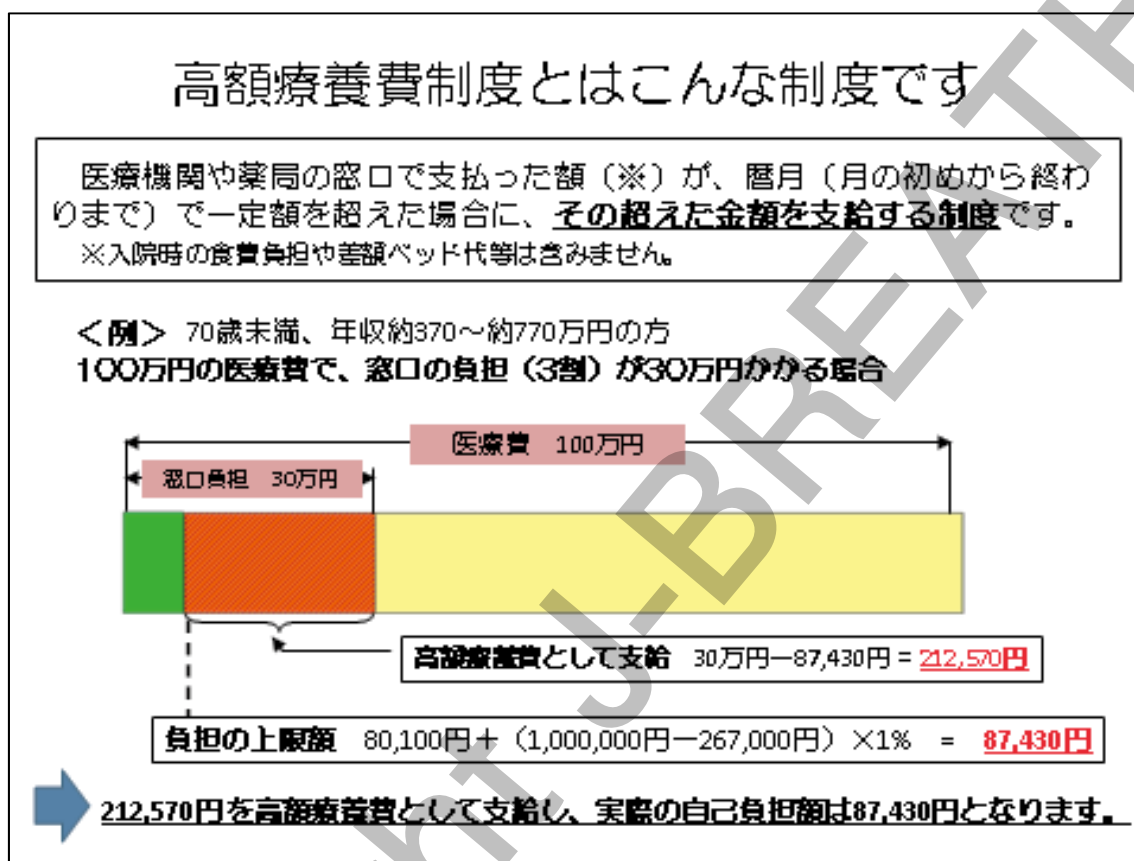 高額療養費制度とはこんな制度です
医療機関や薬局の窓口で支払った額（※）が、暦月（月の初めから終わ
りまで）で一定額を超えた場合に、その超えた金額を支給する制度です。
※入院時の食費負担や差額ベッド代等は含みません。
＜例＞ 70歳未満、年収約370～約770万円の方
100万円の医療費で、窓口の負担（3割）が30万円かかる場合
医療費　100万円
窓口負担　30万円
高額療養費として支給　30万円－87,430円 = 212,570円
負担の上限額　80,100円＋（1,000,000円－267,000円）×1%　=　87,430円
212,570円を高額療養費として支給し、実際の自己負担額は87,430円となります。
ht J-BREATH